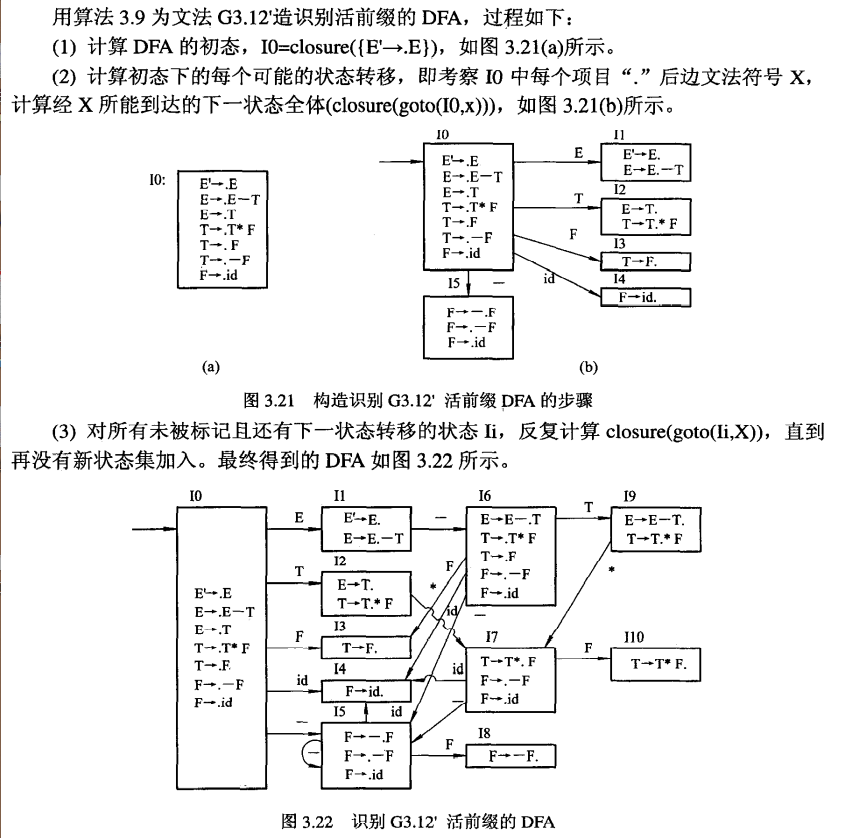 用算法 3.9 为文法 G3.12'造识别活前缀的 DFA，过程如下：
(1) 计算 DFA 的初态，I0=closure({E'→.E})，如图 3.21(a)所示。
(2) 计算初态下的每个可能的状态转移，即考察 I0 中每个项目“.”后边文法符号 X，
计算经 X 所能到达的下一状态全体(closure(goto(I0,x)))，如图 3.21(b)所示。
I0:
E'→.E
E→.E−T
E→.T
T→.T* F
T→. F
T→.−F
F→.id
(a)
I0
E'→.E
E→.E−T
E→.T
T→.T* F
T→.F
T→.−F
F→.id
E
I1
E'→E.
E→E.−T
T
I2
E→T.
T→T.* F
F
I3
T→F.
id
I4
F→id.
I5
−
F→−.F
F→.−F
F→.id
(b)
图 3.21 构造识别 G3.12' 活前缀 DFA 的步骤
(3) 对所有未被标记且还有下一状态转移的状态 Ii，反复计算 closure(goto(Ii,X))，直到
再没有新状态集加入。最终得到的 DFA 如图 3.22 所示。
I0
E'→.E
E→.E−T
E→.T
T→.T* F
T→.F
F→.−F
F→.id
E
I1
E'→E.
E→E.−T
−
I6
E→E−.T
T→.T* F
T→.F
F→.−F
F→.id
T
I9
E→E−T.
T→T.* F
T
I2
E→T.
T→T.* F
*
F
id
−
*
F
I3
T→F.
I7
T→T*. F
F→.−F
F→.id
F
I10
T→T* F.
id
I4
F→id.
id
−
−
I5
id
F→−.F
F→.−F
F→.id
−
F
I8
F→−F.
图 3.22 识别 G3.12' 活前缀的 DFA